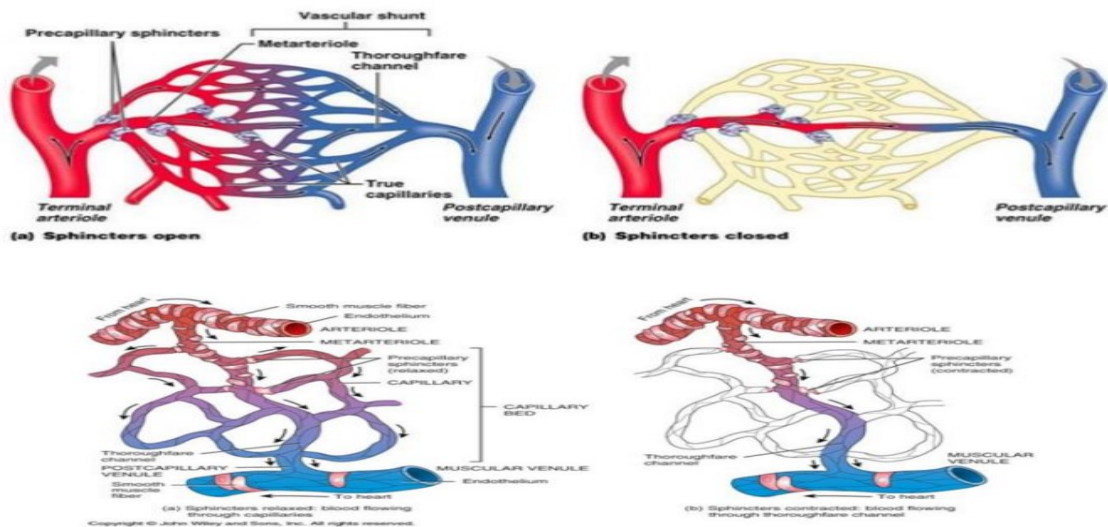 Vascular shunt
Precapillary sphincters
Metarteriole
Thoroughfare
channel
True
capillaries
Terminal
arteriole
Postcapillary
venule
(a) Sphincters open
Terminal
arteriole
Postcapillary
venule
(b) Sphincters closed
From heart
Smooth muscle fiber
Endothelium
ARTERIOLE
METARTERIOLE
Precapillary
sphincters
(relaxed)
CAPILLARY
CAPILLARY
BED
Thoroughfare
channel
POSTCAPILLARY
VENULE
MUSCULAR VENULE
Smooth
muscle fiber
Endothelium
To heart
(a) Sphincters relaxed: blood flowing
through capillaries
Copyright © John Wiley and Sons, Inc. All rights reserved.
From heart
ARTERIOLE
METARTERIOLE
Precapillary
sphincters
(contracted)
Thoroughfare
channel
MUSCULAR
VENULE
To heart
(b) Sphincters contracted: blood flowing
through thoroughfare channel